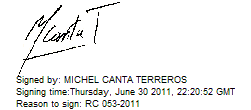 MCanta T
Signed by: MICHEL CANTA TERREROS
Signing time:Thursday, June 30 2011, 22:20:52 GMT
Reason to sign: RC 053-2011